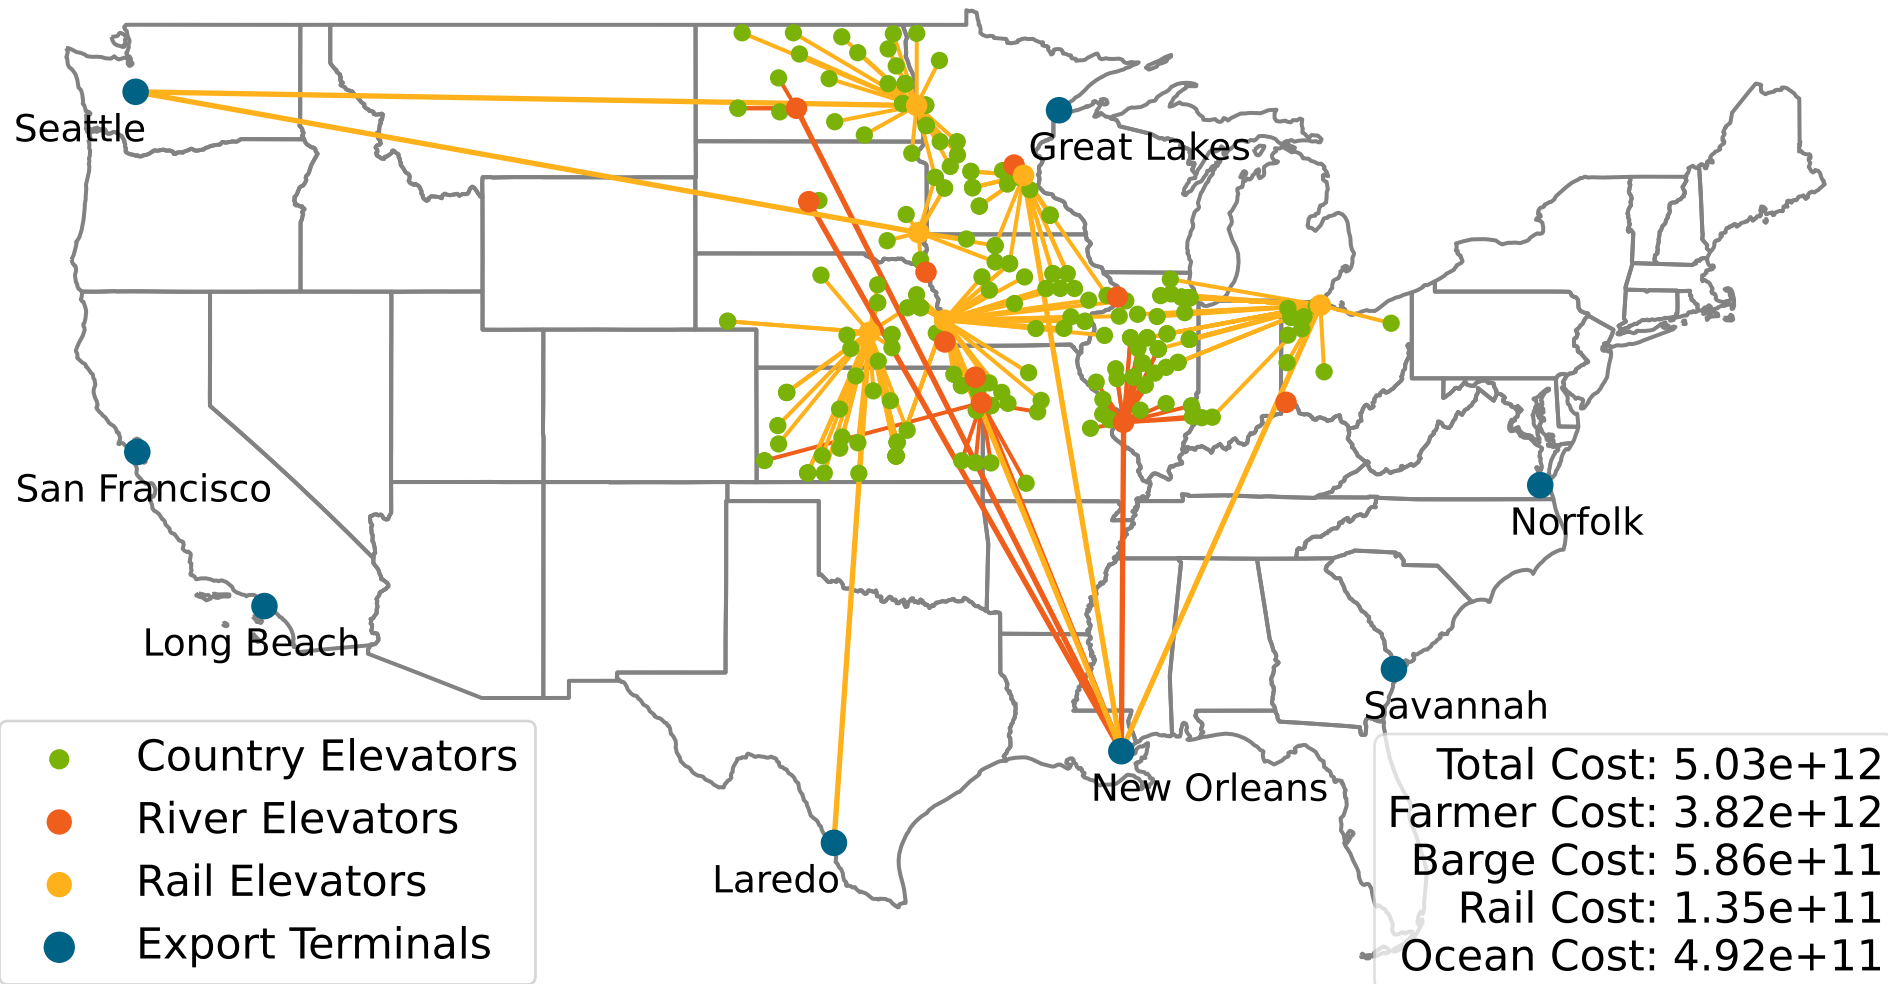 Seattle
Great Lakes
San Francisco
Norfolk
Long Beach
Savannah
New Orleans
Laredo
Country Elevators
River Elevators
Rail Elevators
Export Terminals
Total Cost: 5.03e+12
Farmer Cost: 3.82e+12
Barge Cost: 5.86e+11
Rail Cost: 1.35e+11
Ocean Cost: 4.92e+11